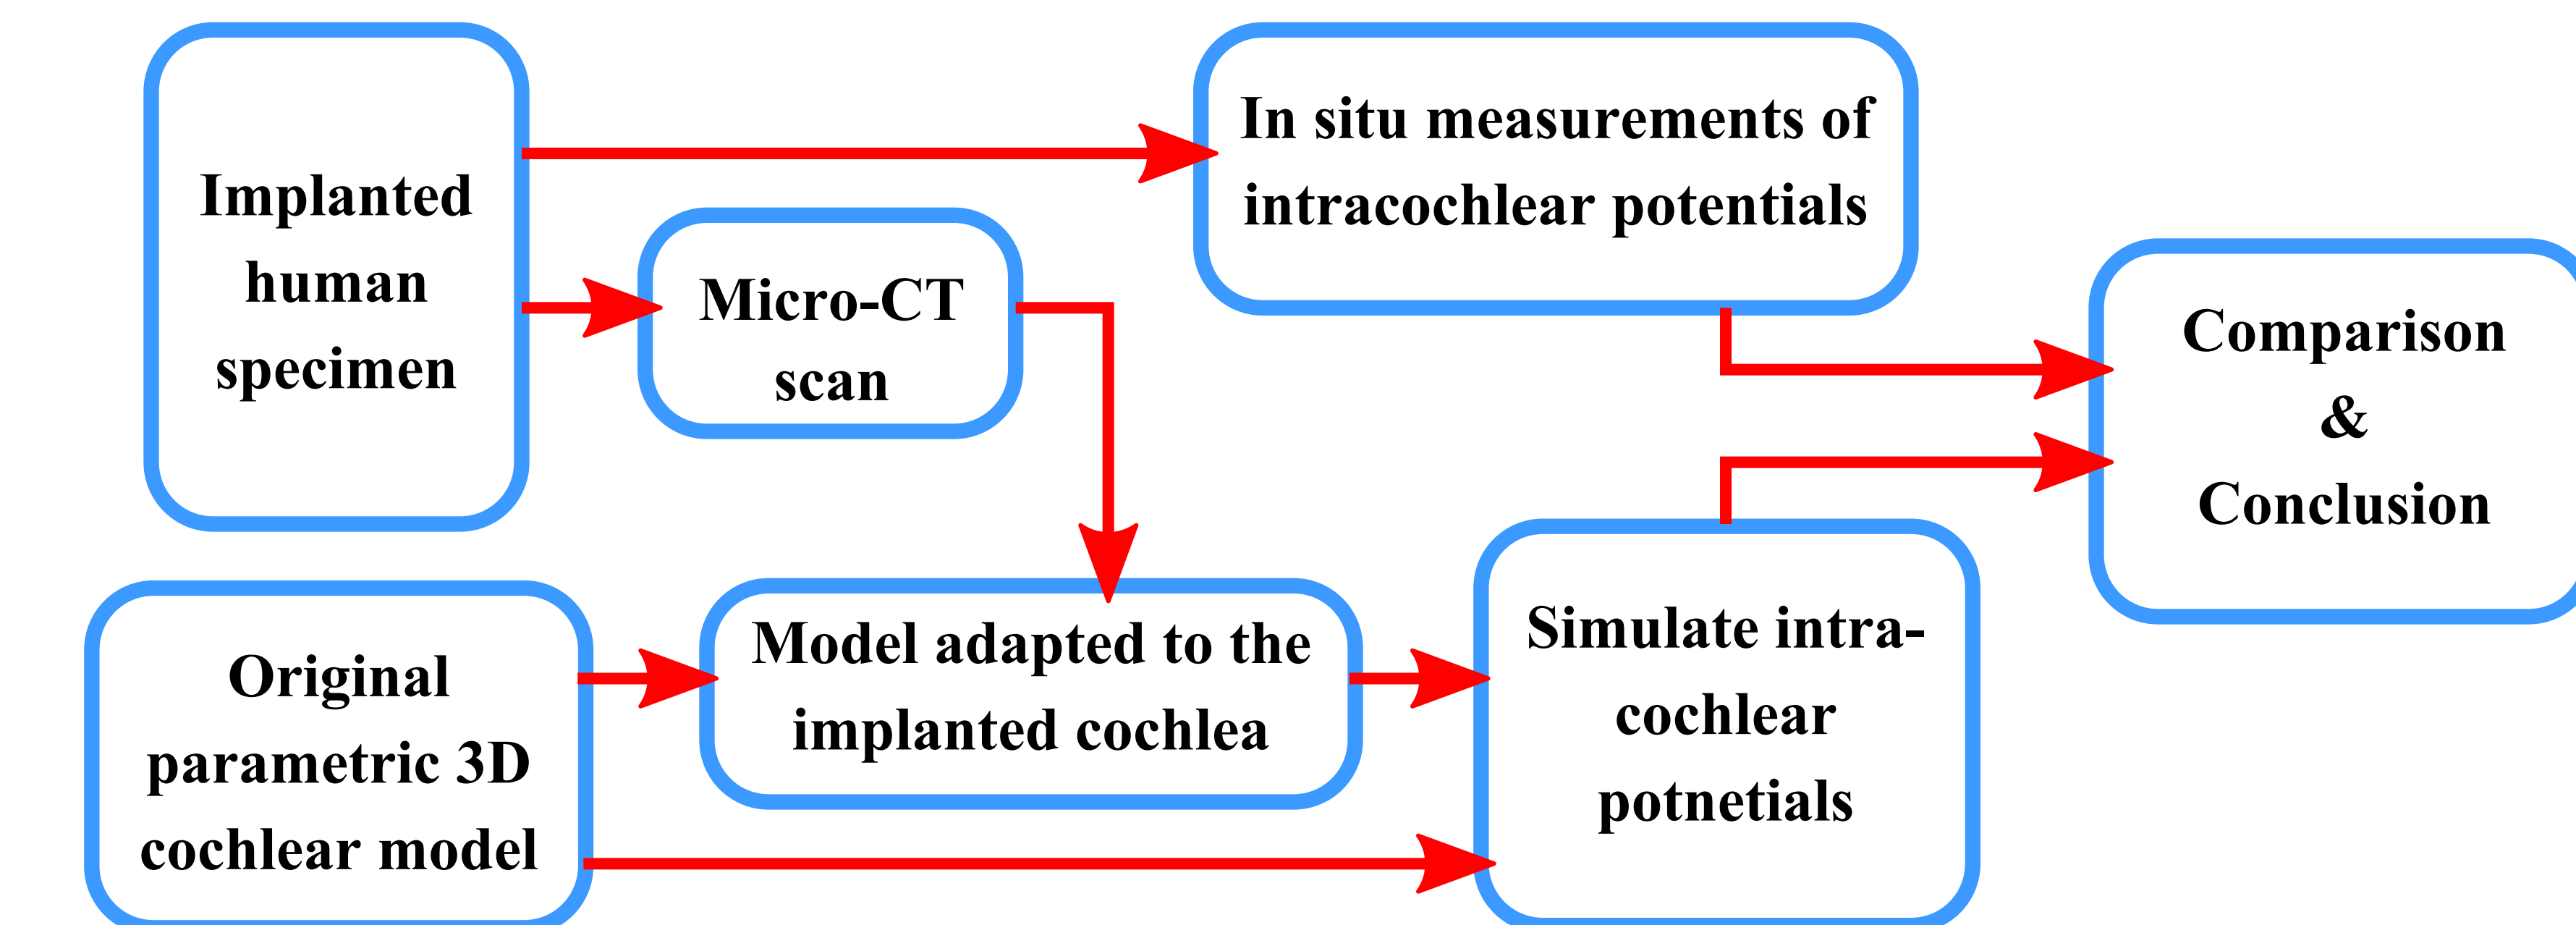 Implanted
human
specimen
In situ measurements of
intracochlear potentials
Micro-CT
scan
Comparison
&
Conclusion
Original
parametric 3D
cochlear model
Model adapted to the
implanted cochlea
Simulate intra-
cochlear
potnetials